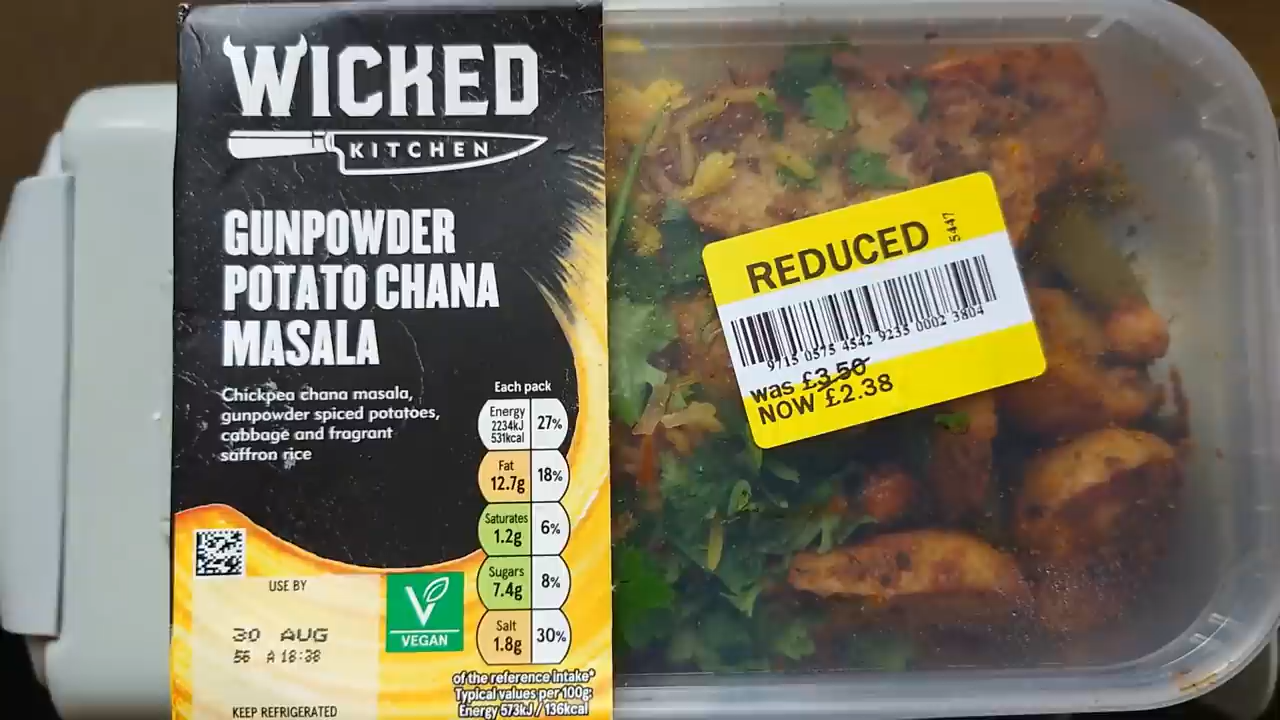 WICKED
KITCHEN
GUNPOWDER
POTATO CHANA
MASALA
Chickpea chana masala,
gunpowder spiced potatoes,
cabbage and fragrant
saffron rice
Each pack
Energy
2234kJ
531kcal
27%
Fat
12.7g
18%
Saturates
1.2g
6%
Sugars
7.4g
8%
Salt
1.8g
30%
of the reference intake*
Typical values per 100g:
Energy 573kJ / 136kcal
USE BY
30 AUG
56 A 18:38
KEEP REFRIGERATED
V
VEGAN
REDUCED
5447
9715 0575 4542 9235 0002 3804
was £3.50
NOW £2.38